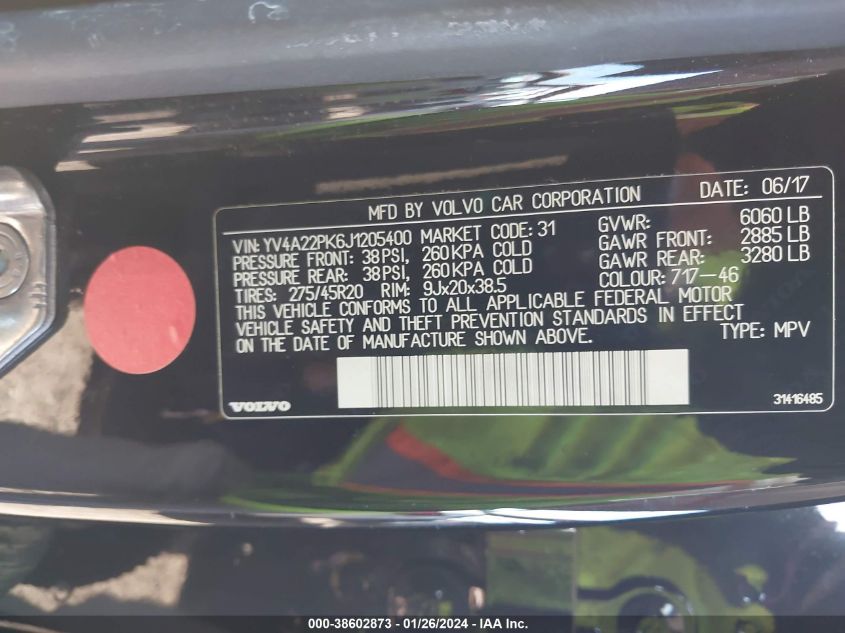 MFD BY VOLVO CAR CORPORATION DATE: 06/17
VIN: YV4A22PK6J1205400 MARKET CODE: 31 GVWR: 6060 LB
PRESSURE FRONT: 38PSI, 260KPA COLD GAWR FRONT: 2885 LB
PRESSURE REAR: 38PSI, 260KPA COLD GAWR REAR: 3280 LB
TIRES: 275/45R20 RIM: 9Jx20x38.5 COLOUR: 717-46
THIS VEHICLE CONFORMS TO ALL APPLICABLE FEDERAL MOTOR
VEHICLE SAFETY AND THEFT PREVENTION STANDARDS IN EFFECT
ON THE DATE OF MANUFACTURE SHOWN ABOVE. TYPE: MPV
VOLVO 31416485
000-38602873 - 01/26/2024 - IAA Inc.